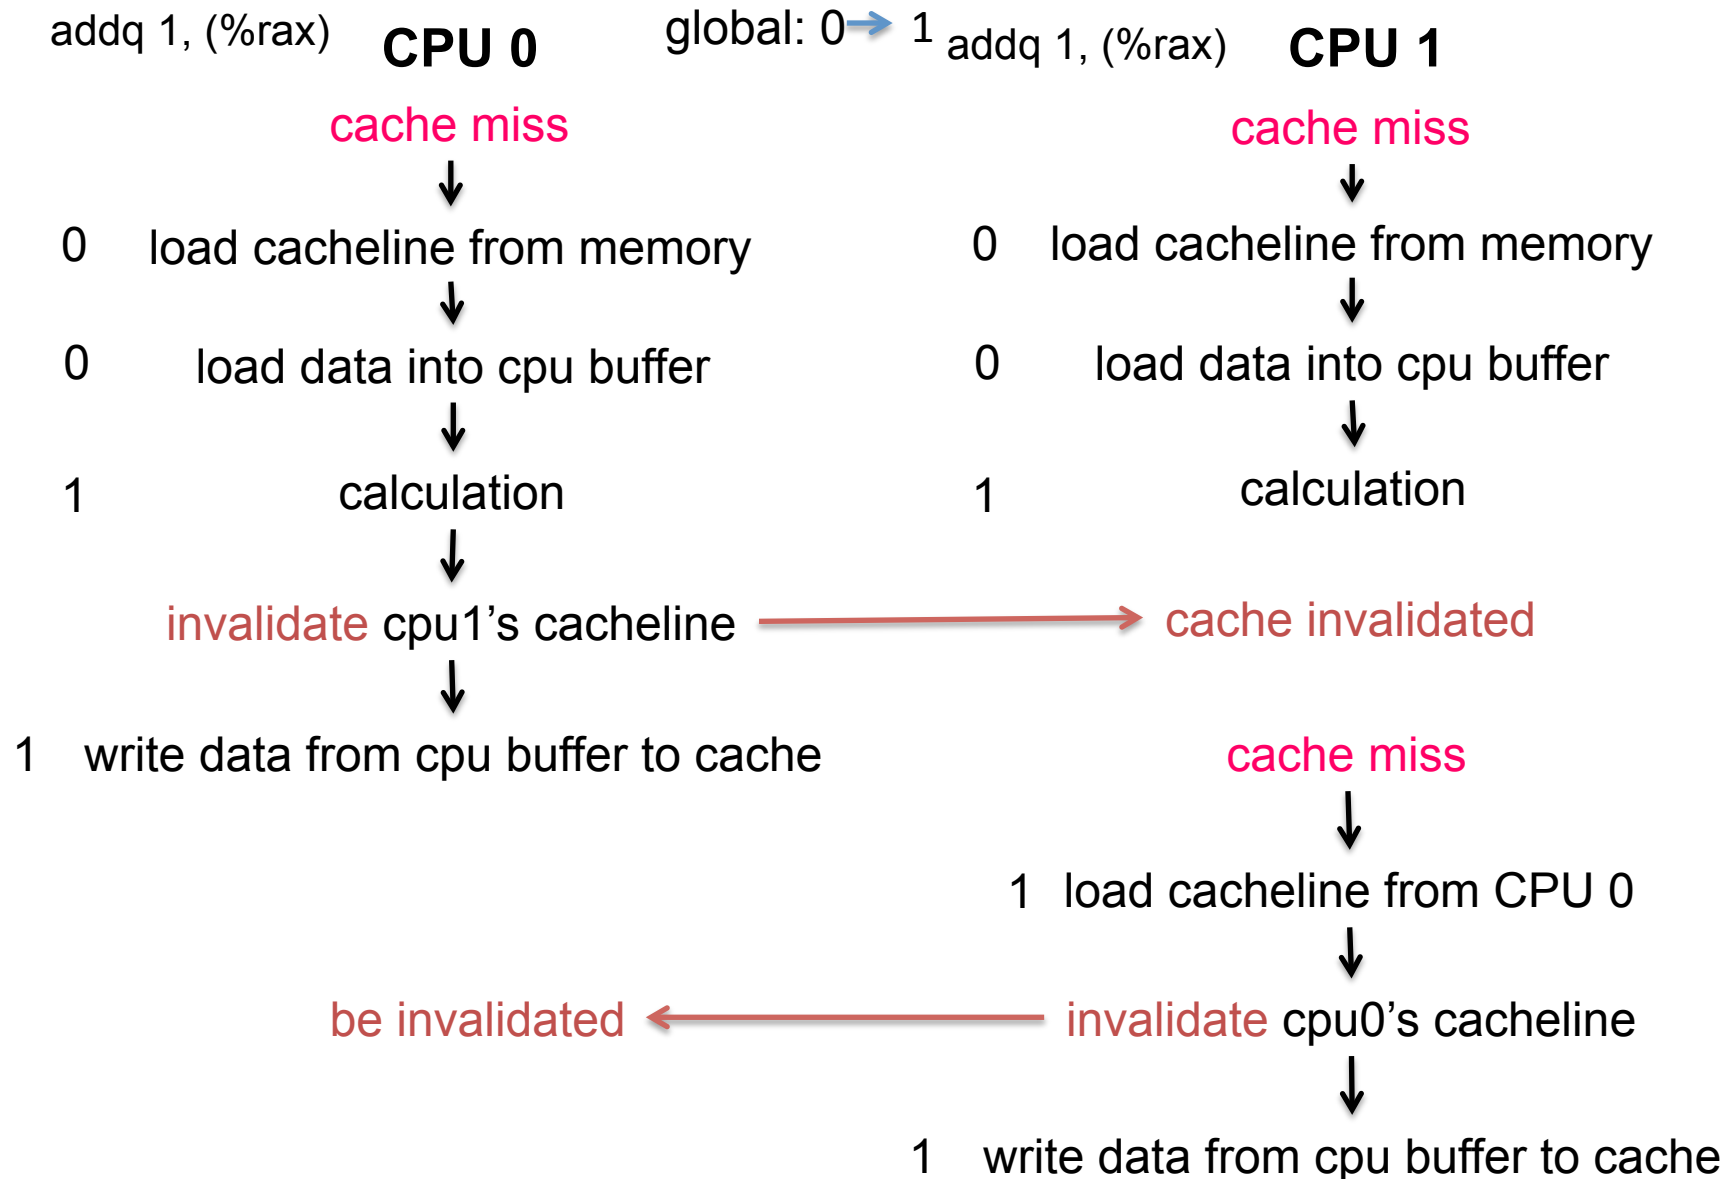 addq 1, (%rax) CPU 0 global: 0 1 addq 1, (%rax) CPU 1
cache miss cache miss
0 load cacheline from memory 0 load cacheline from memory
0 load data into cpu buffer 0 load data into cpu buffer
1 calculation 1 calculation
invalidate cpu1’s cacheline cache invalidated
1 write data from cpu buffer to cache cache miss
1 load cacheline from CPU 0
be invalidated invalidate cpu0’s cacheline
1 write data from cpu buffer to cache